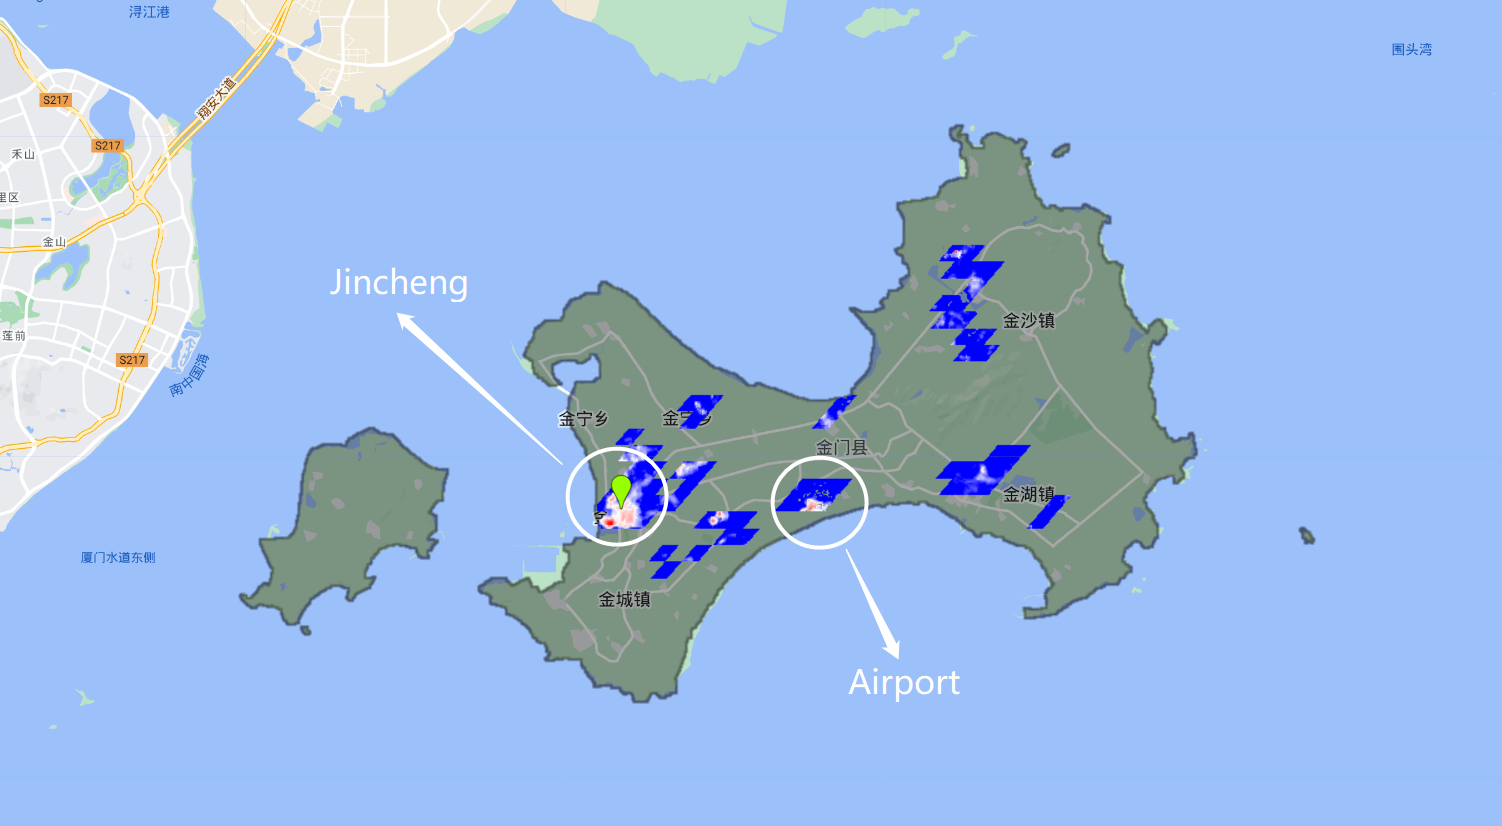 浔江港
围头湾
S217
翔安大道
S217
禾山
里区
金山
Jincheng
金沙镇
莲前
S217
南中国海
金宁乡
金宁乡
金门县
金湖镇
厦门水道东侧
金城镇
Airport